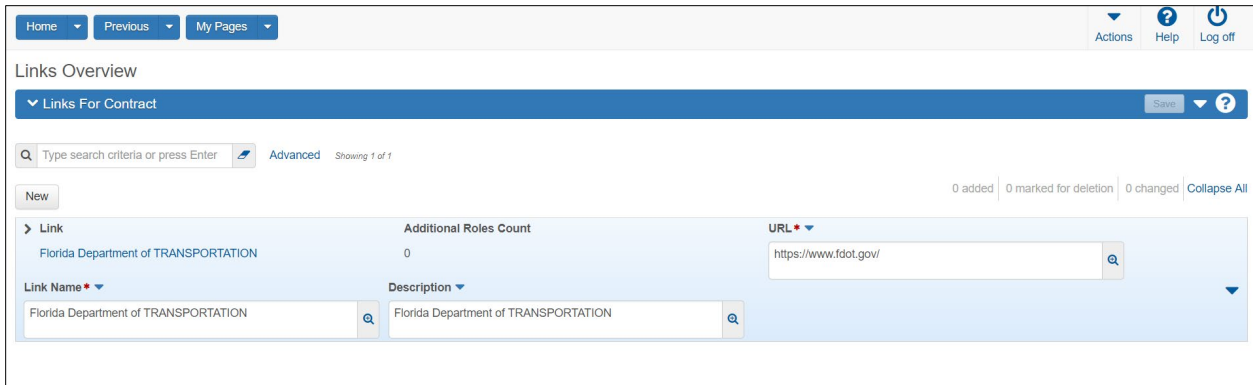 Home Previous My Pages
Actions Help Log off
Links Overview
Links For Contract Save
Type search criteria or press Enter Advanced Showing 1 of 1
New 0 added 0 marked for deletion 0 changed Collapse All
Link Additional Roles Count URL*
Florida Department of TRANSPORTATION 0 https://www.fdot.gov/
Link Name* Description
Florida Department of TRANSPORTATION Florida Department of TRANSPORTATION